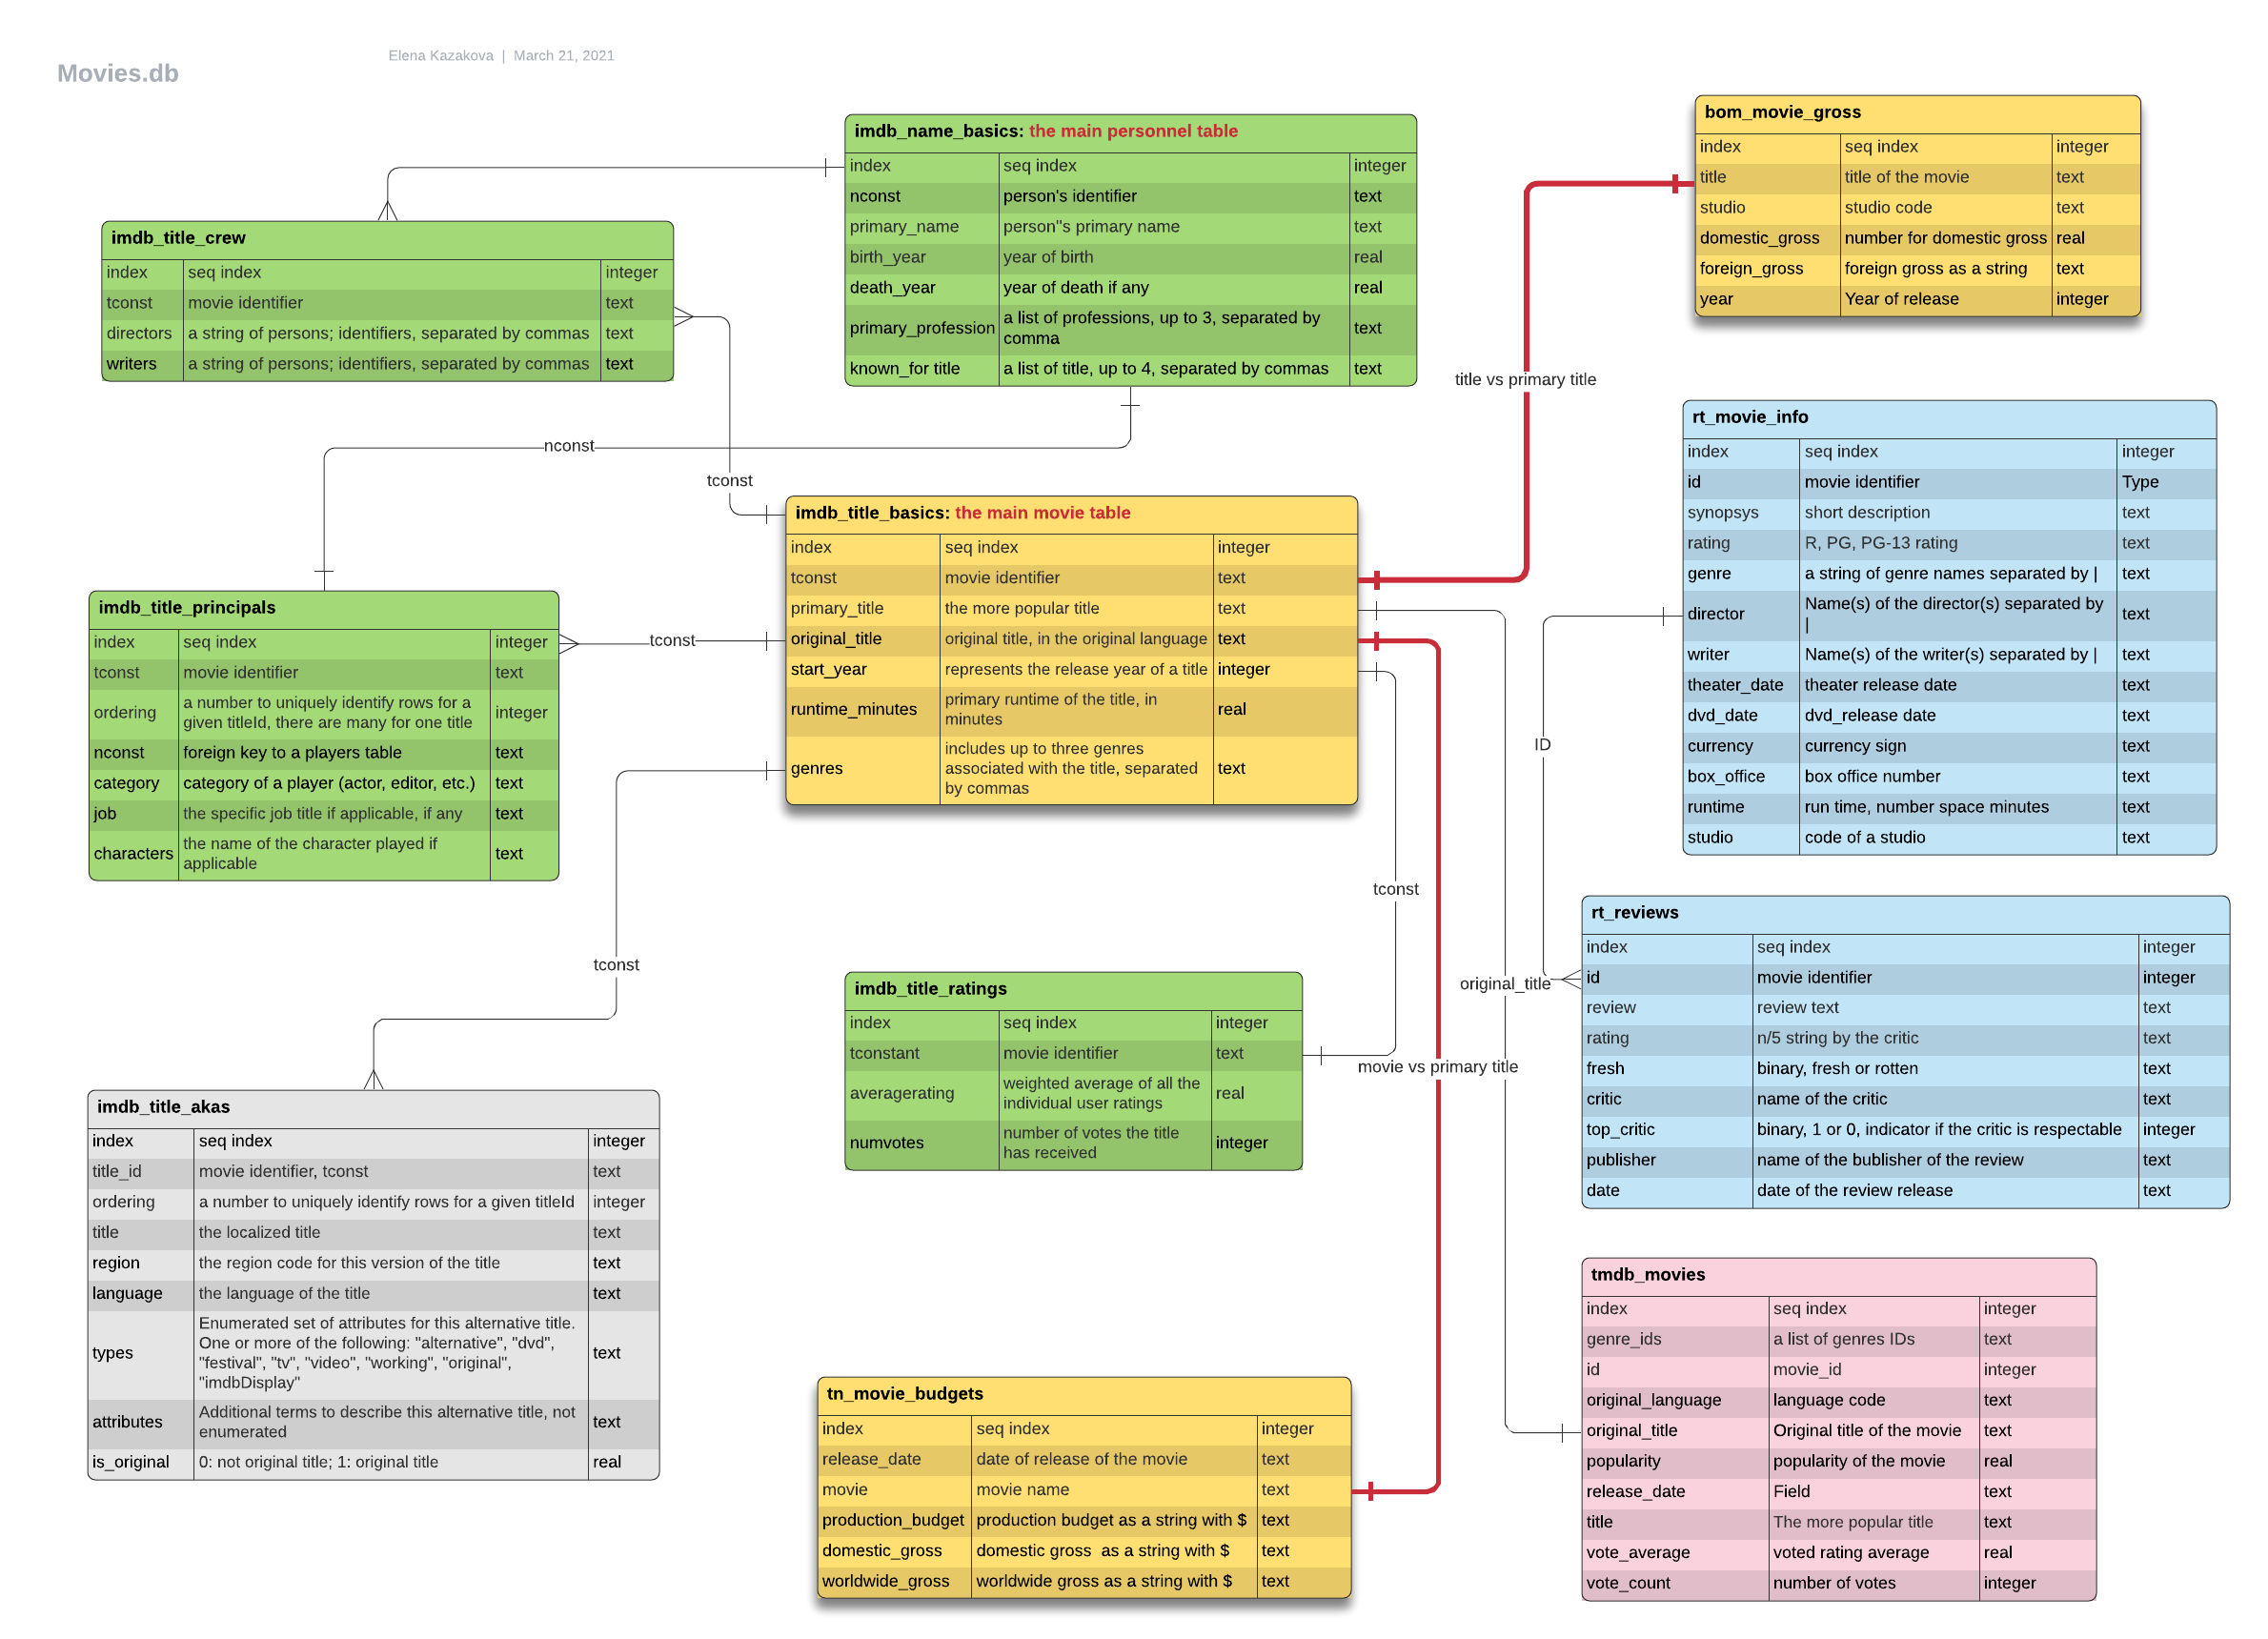 Elena Kazakova | March 21, 2021
Movies.db
imdb_name_basics: the main personnel table
index seq index integer
nconst person's identifier text
primary_name person"s primary name text
birth_year year of birth real
death_year year of death if any real
primary_profession a list of professions, up to 3, separated by
comma text
known_for title a list of title, up to 4, separated by commas text
bom_movie_gross
index seq index integer
title title of the movie text
studio studio code text
domestic_gross number for domestic gross real
foreign_gross foreign gross as a string text
year Year of release integer
imdb_title_crew
index seq index integer
tconst movie identifier text
directors a string of persons; identifiers, separated by commas text
writers a string of persons; identifiers, separated by commas text
title vs primary title
nconst
tconst
rt_movie_info
index seq index integer
id movie identifier Type
synopsys short description text
rating R, PG, PG-13 rating text
genre a string of genre names separated by | text
director Name(s) of the director(s) separated by
| text
writer Name(s) of the writer(s) separated by | text
theater_date theater release date text
dvd_date dvd_release date text
currency currency sign text
box_office box office number text
runtime run time, number space minutes text
studio code of a studio text
imdb_title_basics: the main movie table
index seq index integer
tconst movie identifier text
primary_title the more popular title text
original_title original title, in the original language text
start_year represents the release year of a title integer
runtime_minutes primary runtime of the title, in
minutes real
genres includes up to three genres
associated with the title, separated
by commas text
imdb_title_principals
index seq index integer
tconst movie identifier text
ordering a number to uniquely identify rows for a
given titleId, there are many for one title integer
nconst foreign key to a players table text
category category of a player (actor, editor, etc.) text
job the specific job title if applicable, if any text
characters the name of the character played if
applicable text
tconst
ID
tconst
tconst
original_title
movie vs primary title
rt_reviews
index seq index integer
id movie identifier integer
review review text text
rating n/5 string by the critic text
fresh binary, fresh or rotten text
critic name of the critic text
top_critic binary, 1 or 0, indicator if the critic is respectable integer
publisher name of the bublisher of the review text
date date of the review release text
imdb_title_ratings
index seq index integer
tconstant movie identifier text
averagerating weighted average of all the
individual user ratings real
numvotes number of votes the title
has received integer
imdb_title_akas
index seq index integer
title_id movie identifier, tconst text
ordering a number to uniquely identify rows for a given titleId integer
title the localized title text
region the region code for this version of the title text
language the language of the title text
types Enumerated set of attributes for this alternative title.
One or more of the following: "alternative", "dvd",
"festival", "tv", "video", "working", "original",
"imdbDisplay" text
attributes Additional terms to describe this alternative title, not
enumerated text
is_original 0: not original title; 1: original title real
tmdb_movies
index seq index integer
genre_ids a list of genres IDs text
id movie_id integer
original_language language code text
original_title Original title of the movie text
popularity popularity of the movie real
release_date Field text
title The more popular title text
vote_average voted rating average real
vote_count number of votes integer
tn_movie_budgets
index seq index integer
release_date date of release of the movie text
movie movie name text
production_budget production budget as a string with $ text
domestic_gross domestic gross as a string with $ text
worldwide_gross worldwide gross as a string with $ text